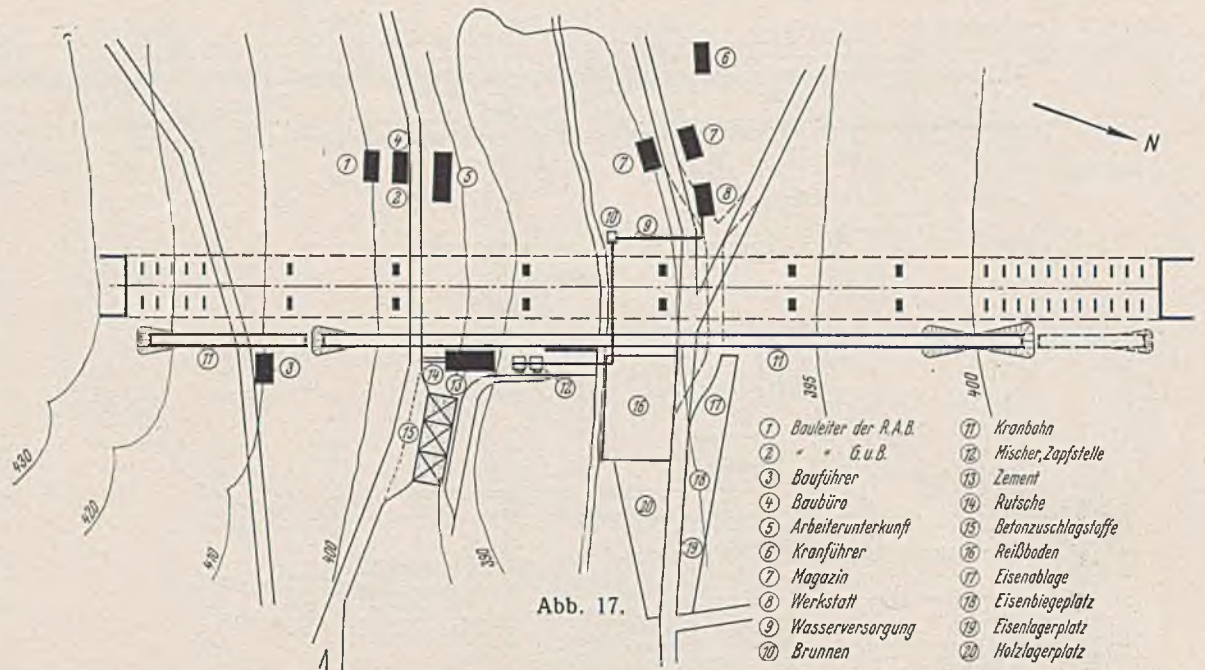 6
4
7
1
5
7
N
2
8
10
9
11
11
3
14
13
12
16
17
15
395
400
430
420
410
400
390
18
20
19
1 Bauleiter der R.A.B.
2 " " G.u.B.
3 Bauführer
4 Baubüro
5 Arbeiterunterkunft
6 Kranführer
7 Magazin
8 Werkstatt
9 Wasserversorgung
10 Brunnen
11 Kranbahn
12 Mischer, Zapfstelle
13 Zement
14 Rutsche
15 Betonzuschlagstoffe
16 Reißboden
17 Eisenablage
18 Eisenbiegeplatz
19 Eisenlagerplatz
20 Holzlagerplatz
Abb. 17.